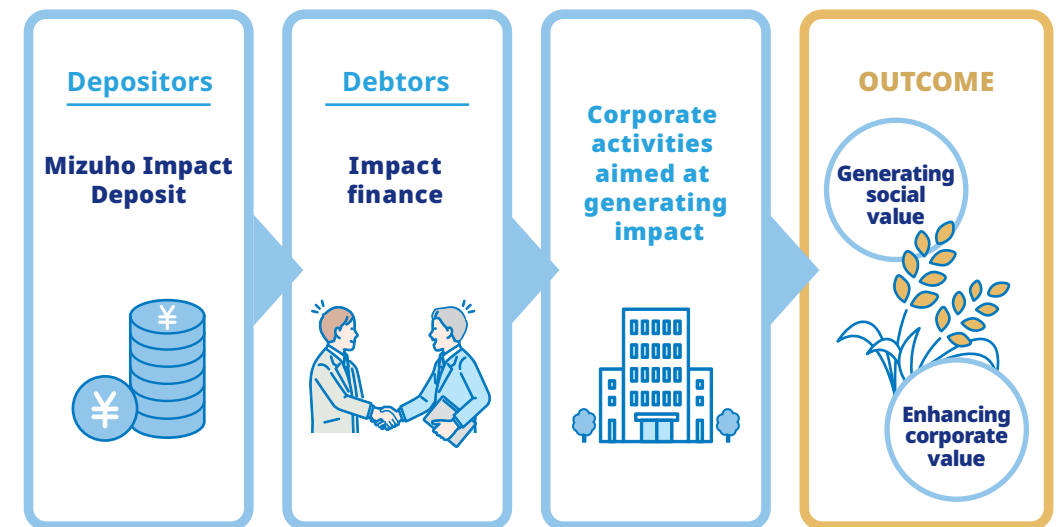 Depositors
Mizuho Impact
Deposit
¥
¥
Debtors
Impact
finance
Corporate
activities
aimed at
generating
impact
OUTCOME
Generating
social
value
Enhancing
corporate
value